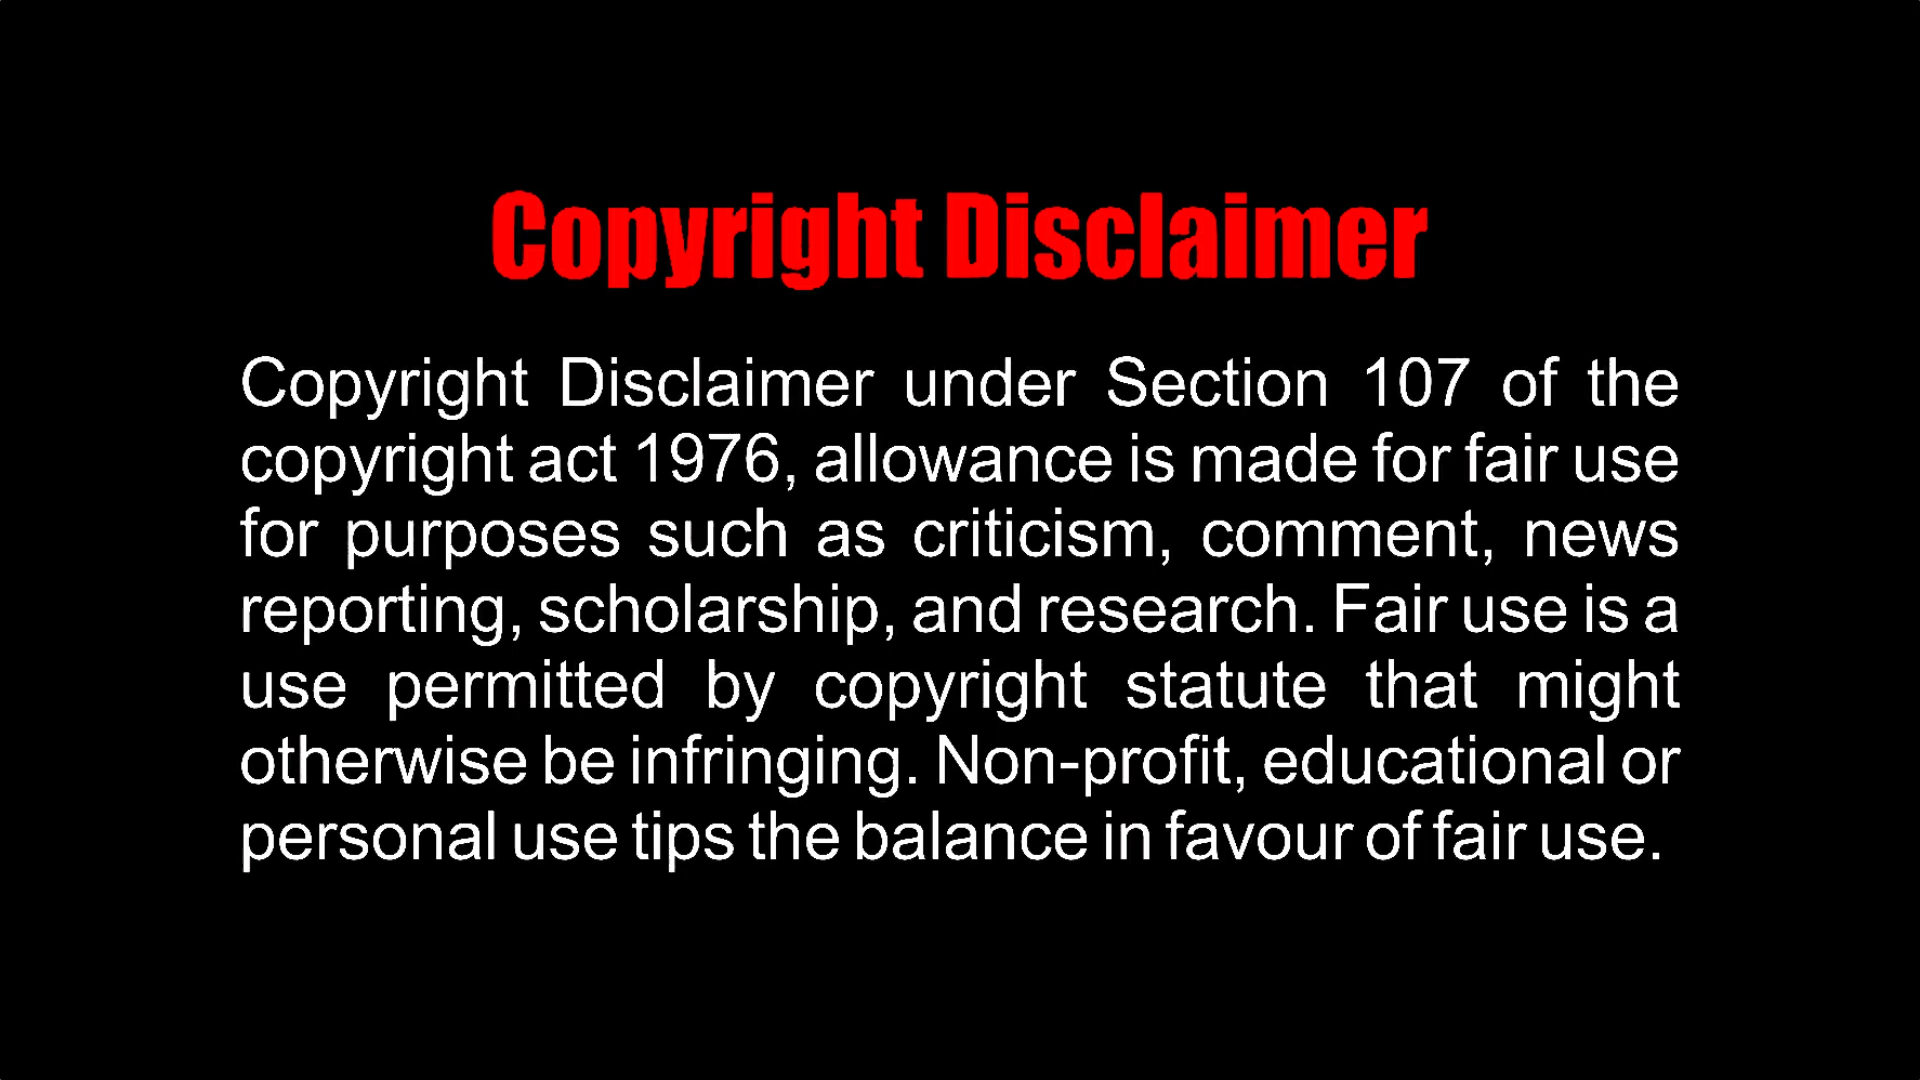 Copyright Disclaimer
Copyright Disclaimer under Section 107 of the
copyright act 1976, allowance is made for fair use
for purposes such as criticism, comment, news
reporting, scholarship, and research. Fair use is a
use permitted by copyright statute that might
otherwise be infringing. Non-profit, educational or
personal use tips the balance in favour of fair use.